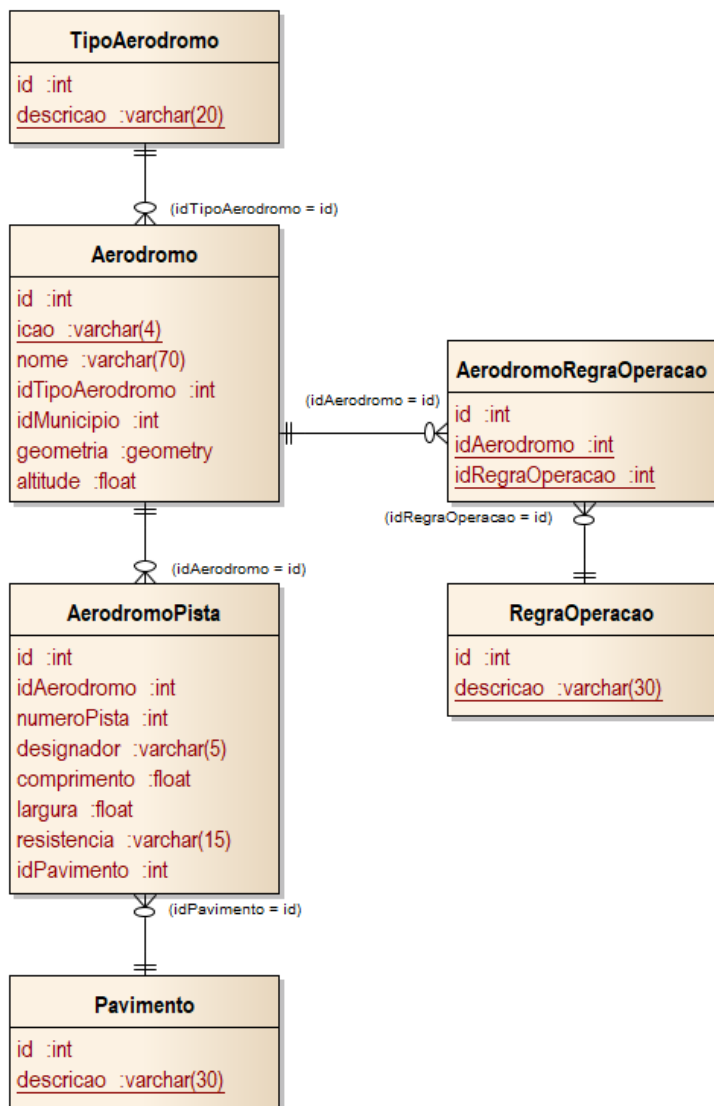 TipoAerodromo
id :int
descricao :varchar(20)
(idTipoAerodromo = id)
Aerodromo
id :int
icao :varchar(4)
nome :varchar(70)
idTipoAerodromo :int
idMunicipio :int
geometria :geometry
altitude :float
(idAerodromo = id)
AerodromoRegraOperacao
id :int
idAerodromo :int
idRegraOperacao :int
(idRegraOperacao = id)
RegraOperacao
id :int
descricao :varchar(30)
(idAerodromo = id)
AerodromoPista
id :int
idAerodromo :int
numeroPista :int
designador :varchar(5)
comprimento :float
largura :float
resistencia :varchar(15)
idPavimento :int
(idPavimento = id)
Pavimento
id :int
descricao :varchar(30)